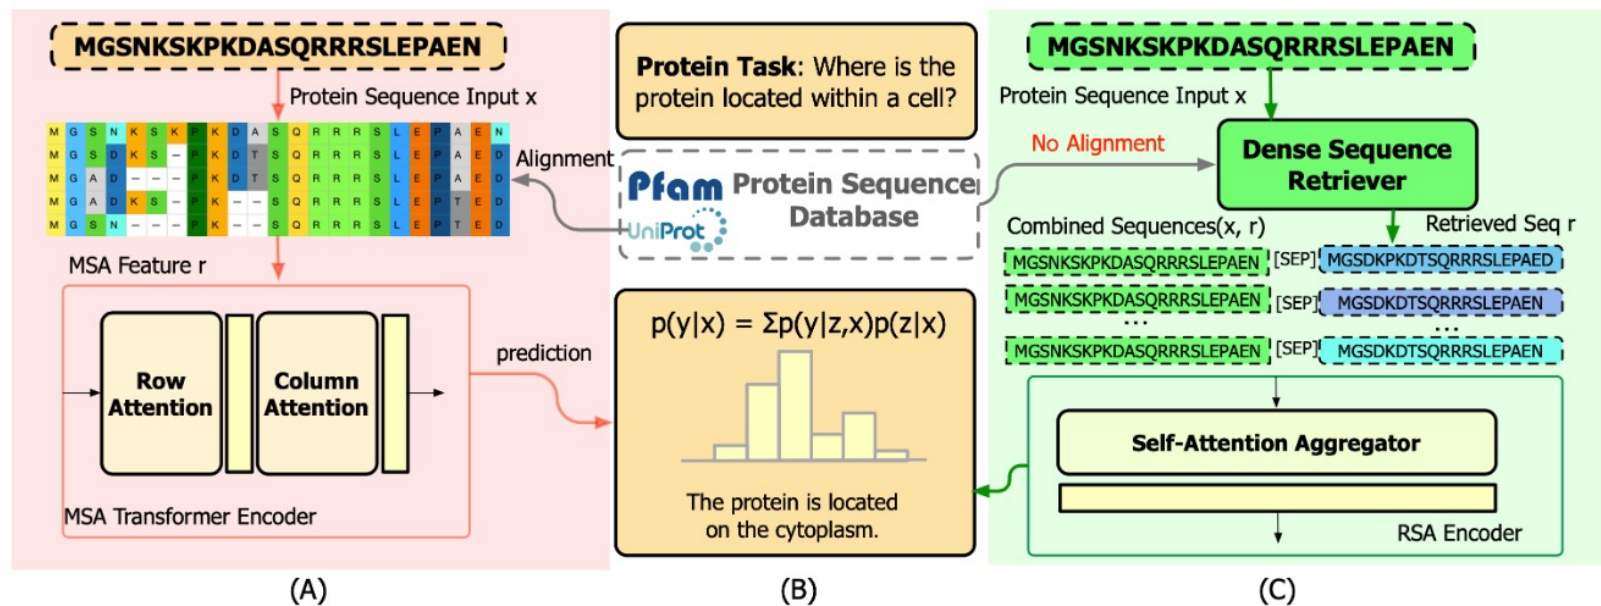 MGSNKSKPKDASQRRRSLEPAEN
Protein Sequence Input x
M G S N K S K P K D A S Q R R R S L E P A E N
M G S D K S – P K D T S Q R R R S L E P A E D
M G A D – – – P K D T S Q R R R S L E P A E D
M G A D K S – P K – – S Q R R R S L E P T E D
M G S N – – – P K – – S Q R R R S L E P T E D
Alignment
MSA Feature r
Row
Attention
Column
Attention
MSA Transformer Encoder
prediction
(A)
Protein Task: Where is the
protein located within a cell?
Pfam
UniProt
Protein Sequence
Database
p(y|x) = Σp(y|z,x)p(z|x)
The protein is located
on the cytoplasm.
(B)
MGSNKSKPKDASQRRRSLEPAEN
Protein Sequence Input x
No Alignment
Dense Sequence
Retriever
Combined Sequences(x, r)
Retrieved Seq r
MGSNKSKPKDASQRRRSLEPAEN [SEP] MGSDKPKDTSQRRRSLEPAED
MGSNKSKPKDASQRRRSLEPAEN [SEP] MGSDKDTSQRRRSLEPAEN
... ...
MGSNKSKPKDASQRRRSLEPAEN [SEP] MGSDKDTSQRRRSLEPAEN
Self-Attention Aggregator
RSA Encoder
(C)